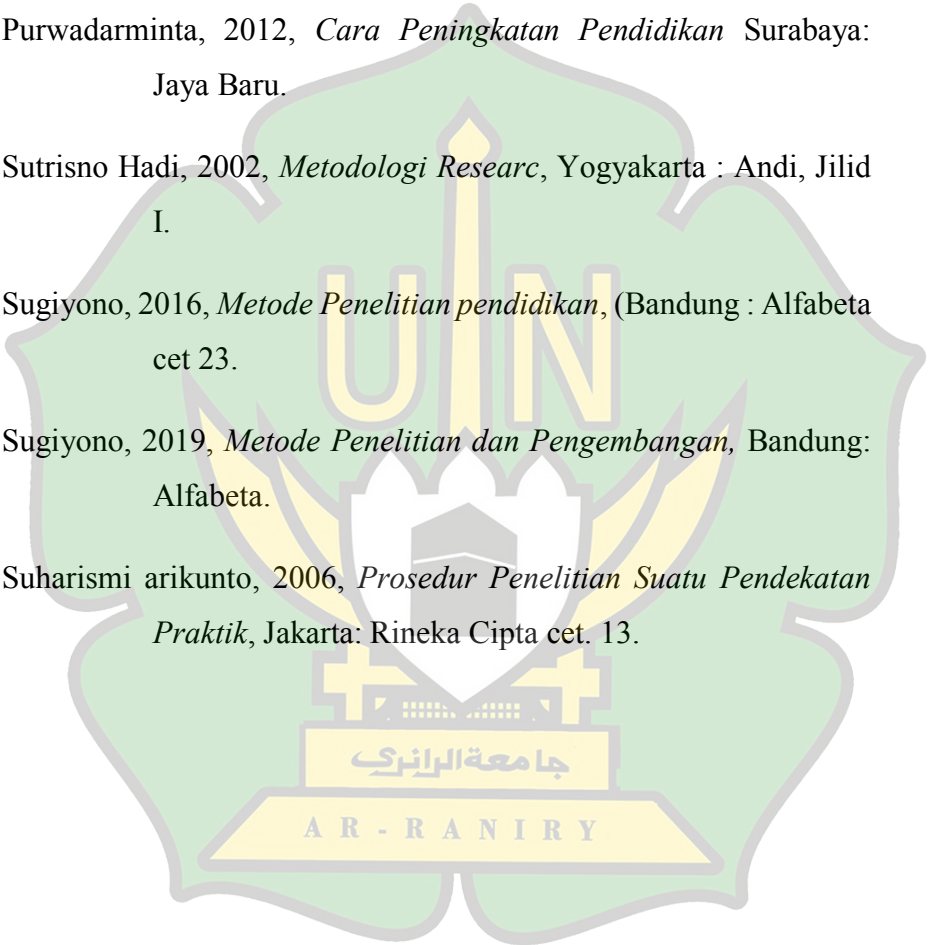 Purwadarminta, 2012, Cara Peningkatan Pendidikan Surabaya:
Jaya Baru.
Sutrisno Hadi, 2002, Metodologi Researc, Yogyakarta : Andi, Jilid
I.
Sugiyono, 2016, Metode Penelitian pendidikan, (Bandung : Alfabeta
cet 23.
Sugiyono, 2019, Metode Penelitian dan Pengembangan, Bandung:
Alfabeta.
Suharismi arikunto, 2006, Prosedur Penelitian Suatu Pendekatan
Praktik, Jakarta: Rineka Cipta cet. 13.
UIN
جامعة الرانري
AR-RANIRY